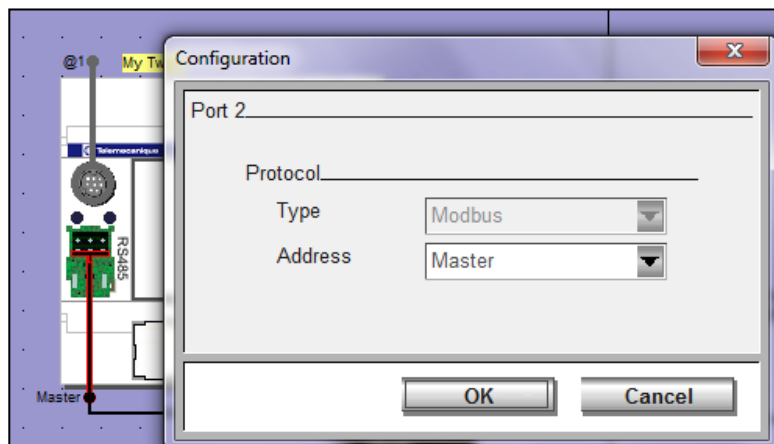 @1
My Tw
Configuration
Port 2
Telemecanique
Protocol
Type
Modbus
RS485
Address
Master
Master
OK
Cancel